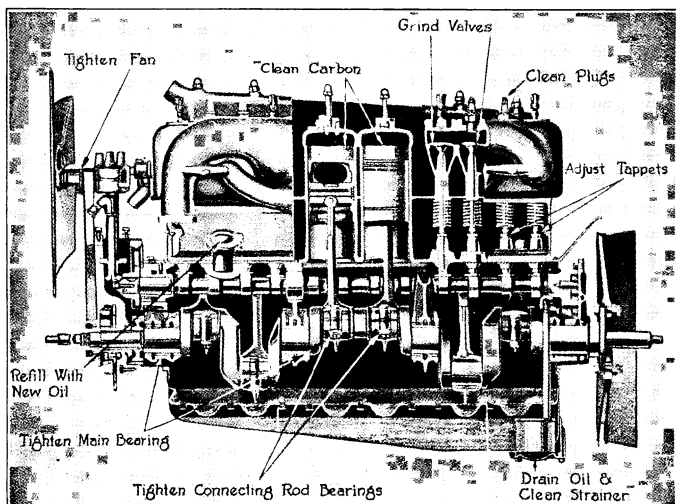 Grind Valves
Tighten Fan
Clean Carbon
Clean Plugs
Adjust Tappets
Refill With
New Oil
Tighten Main Bearing
Tighten Connecting Rod Bearings
Drain Oil &
Clean Strainer